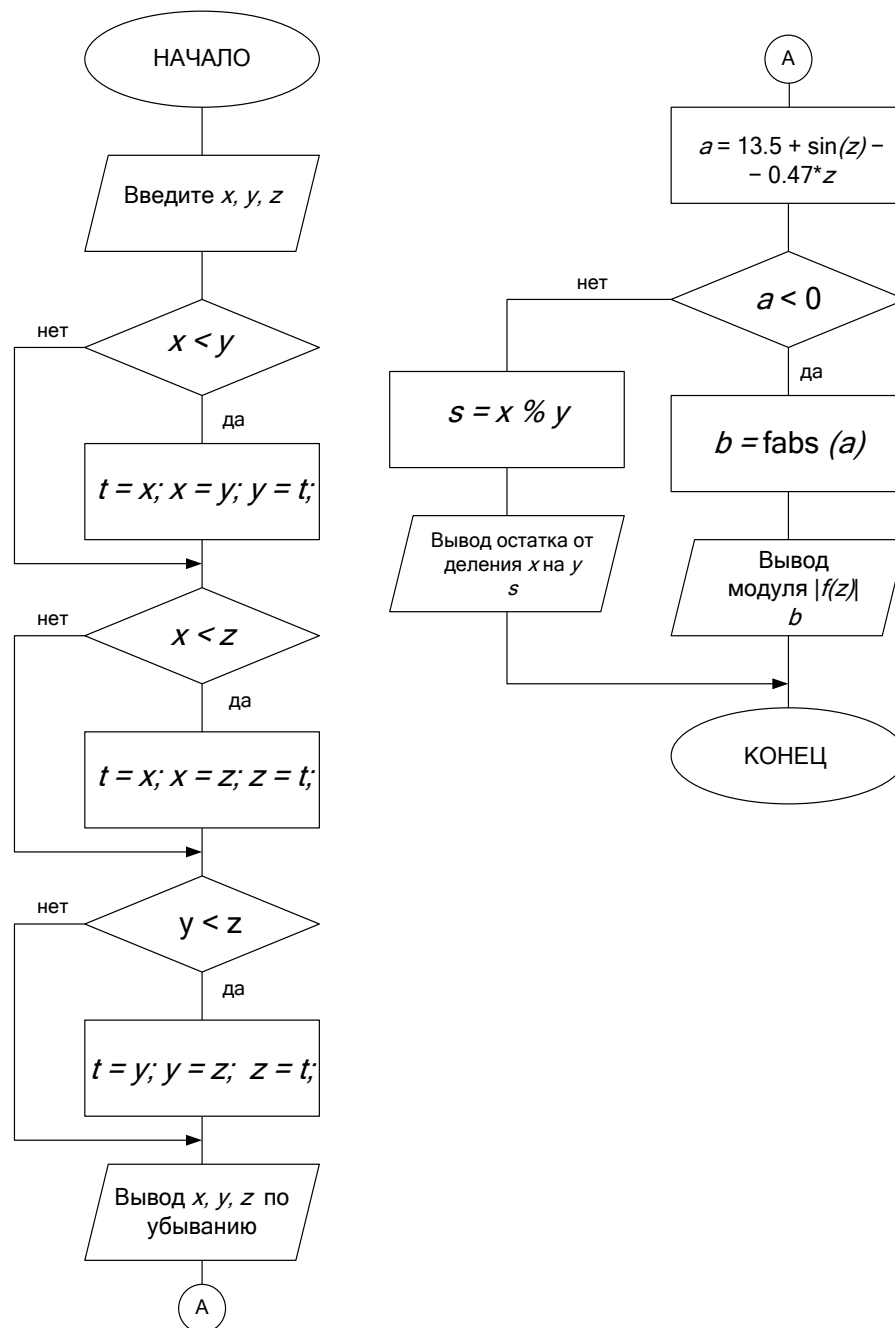 НАЧАЛО
Введите x, y, z
нет
x < y
да
t = x; x = y; y = t;
нет
x < z
да
t = x; x = z; z = t;
нет
y < z
да
t = y; y = z; z = t;
Вывод x, y, z по
убыванию
A
A
a = 13.5 + sin(z) −
− 0.47*z
нет
a < 0
да
s = x % y
b = fabs (a)
Вывод остатка от
деления x на y
s
Вывод
модуля |f(z)|
b
КОНЕЦ